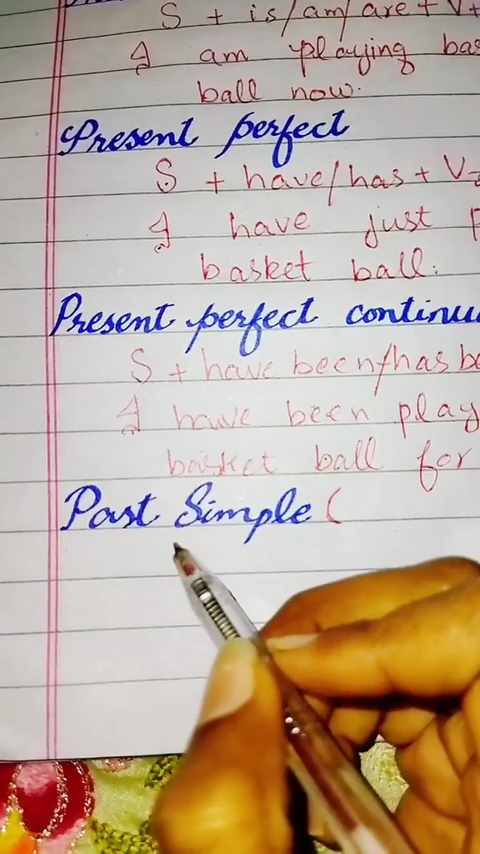 S + is/am/are + V+
I am playing bas
ball now.
Present perfect
S + have/has + V
I have just p
basket ball.
Present perfect continu
S + have been/has be
I have been play
basket ball for
Past Simple (